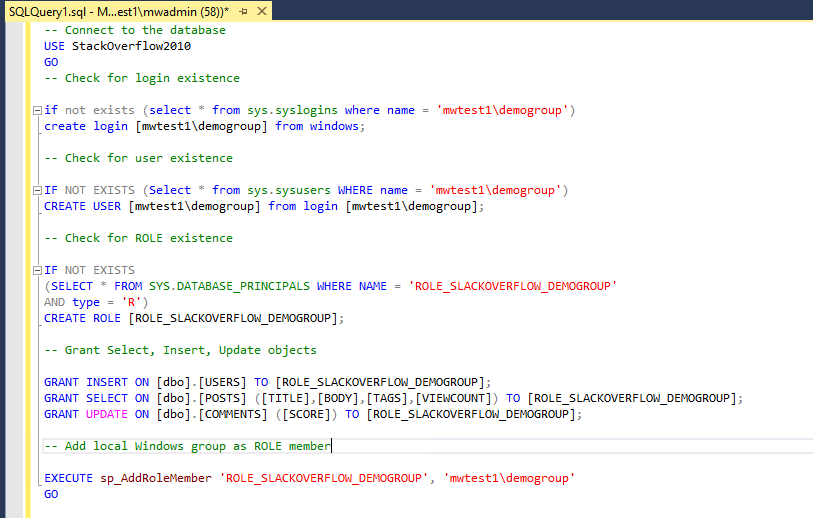 SQLQuery1.sql - M...est1\mwadmin (58))*
-- Connect to the database
USE StackOverflow2010
GO
-- Check for login existence
if not exists (select * from sys.syslogins where name = 'mwtest1\demogroup')
create login [mwtest1\demogroup] from windows;
-- Check for user existence
IF NOT EXISTS (Select * from sys.sysusers WHERE name = 'mwtest1\demogroup')
CREATE USER [mwtest1\demogroup] from login [mwtest1\demogroup];
-- Check for ROLE existence
IF NOT EXISTS
(SELECT * FROM SYS.DATABASE_PRINCIPALS WHERE NAME = 'ROLE_SLACKOVERFLOW_DEMOGROUP'
AND type = 'R')
CREATE ROLE [ROLE_SLACKOVERFLOW_DEMOGROUP];
-- Grant Select, Insert, Update objects
GRANT INSERT ON [dbo].[USERS] TO [ROLE_SLACKOVERFLOW_DEMOGROUP];
GRANT SELECT ON [dbo].[POSTS] ([TITLE],[BODY],[TAGS],[VIEWCOUNT]) TO [ROLE_SLACKOVERFLOW_DEMOGROUP];
GRANT UPDATE ON [dbo].[COMMENTS] ([SCORE]) TO [ROLE_SLACKOVERFLOW_DEMOGROUP];
-- Add local Windows group as ROLE member
EXECUTE sp_AddRoleMember 'ROLE_SLACKOVERFLOW_DEMOGROUP', 'mwtest1\demogroup'
GO